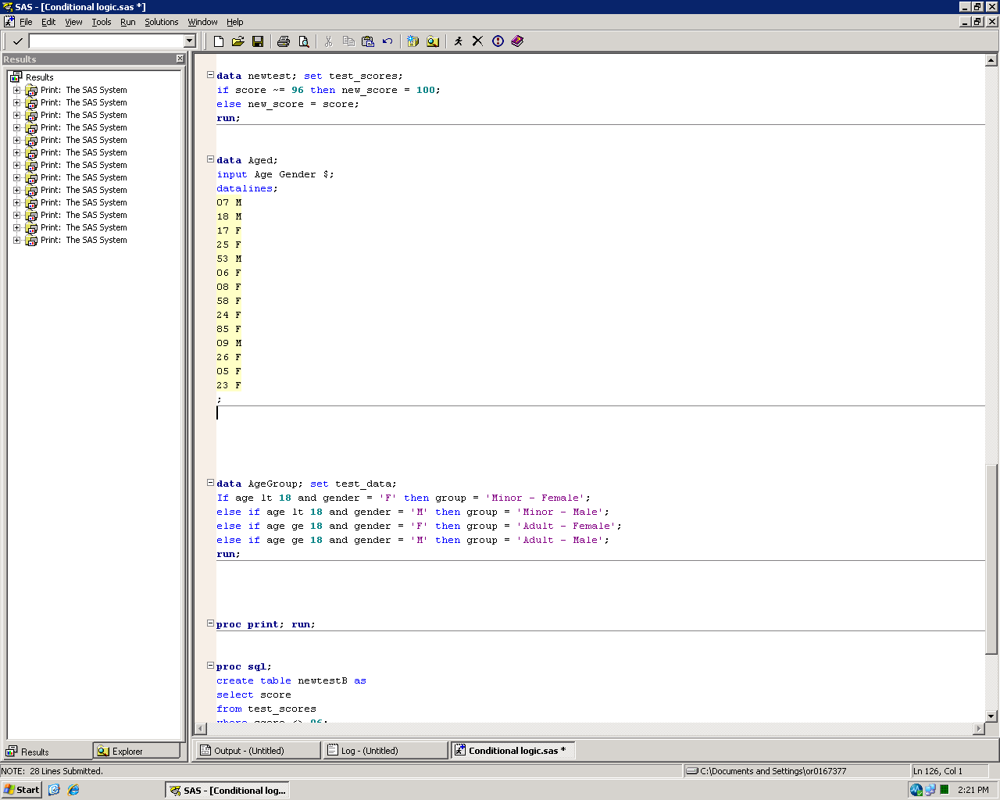 SAS - [Conditional logic.sas *]
File Edit View Tools Run Solutions Window Help
Results
Results
Print: The SAS System
Print: The SAS System
Print: The SAS System
Print: The SAS System
Print: The SAS System
Print: The SAS System
Print: The SAS System
Print: The SAS System
Print: The SAS System
Print: The SAS System
Print: The SAS System
Print: The SAS System
Print: The SAS System
data newtest; set test_scores;
if score ~= 96 then new_score = 100;
else new_score = score;
run;
data Aged;
input Age Gender $;
datalines;
07 M
18 M
17 F
25 F
53 M
06 F
08 F
58 F
24 F
85 F
09 M
26 F
05 F
23 F
;
data AgeGroup; set test_data;
If age lt 18 and gender = 'F' then group = 'Minor - Female';
else if age lt 18 and gender = 'M' then group = 'Minor - Male';
else if age ge 18 and gender = 'F' then group = 'Adult - Female';
else if age ge 18 and gender = 'M' then group = 'Adult - Male';
run;
proc print; run;
proc sql;
create table newtestB as
select score
from test_scores
where score <> 96;
Results Explorer
Output - (Untitled) Log - (Untitled) Conditional logic.sas *
NOTE: 28 Lines Submitted. C:\Documents and Settings\or0167377 Ln 126, Col 1
Start SAS - [Conditional log... 2:21 PM